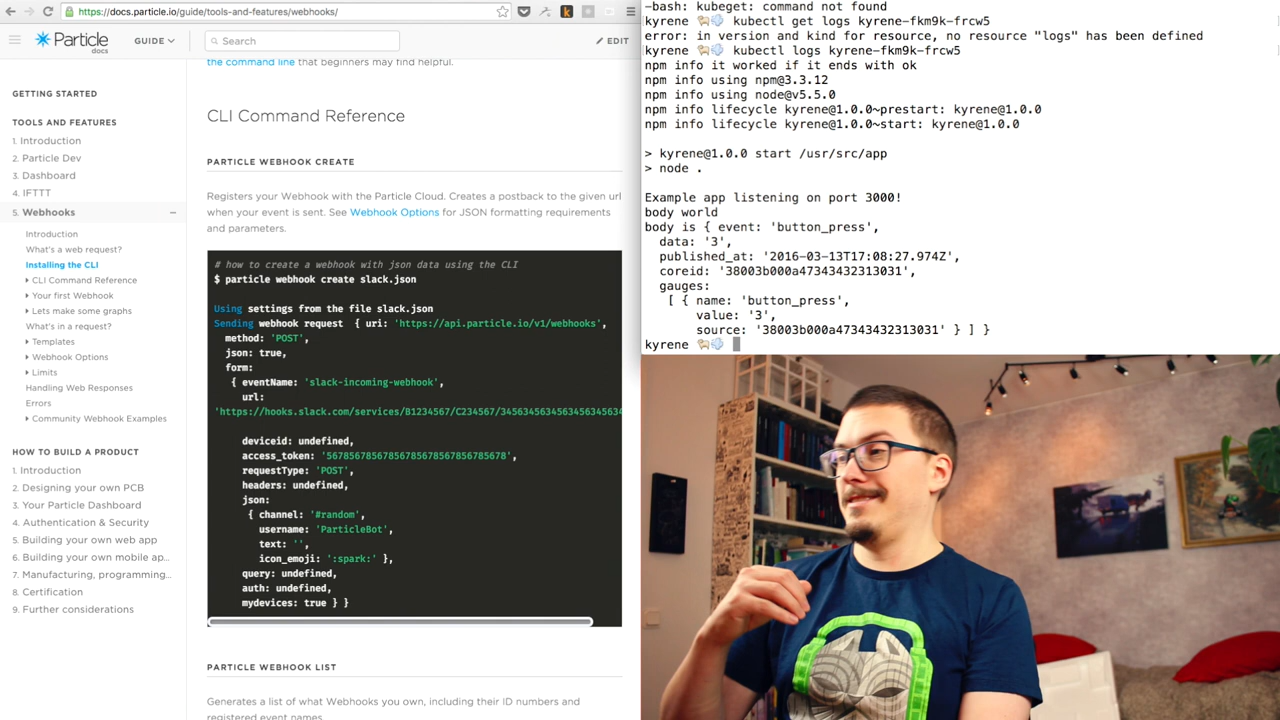 https://docs.particle.io/guide/tools-and-features/webhooks/
Particle docs
GUIDE
Search
EDIT
GETTING STARTED
TOOLS AND FEATURES
1. Introduction
2. Particle Dev
3. Dashboard
4. IFTTT
5. Webhooks
Introduction
What's a web request?
Installing the CLI
CLI Command Reference
Your first Webhook
Lets make some graphs
What's in a request?
Templates
Webhook Options
Limits
Handling Web Responses
Errors
Community Webhook Examples
HOW TO BUILD A PRODUCT
1. Introduction
2. Designing your own PCB
3. Your Particle Dashboard
4. Authentication & Security
5. Building your own web app
6. Building your own mobile ap...
7. Manufacturing, programming...
8. Certification
9. Further considerations
the command line that beginners may find helpful.
CLI Command Reference
PARTICLE WEBHOOK CREATE
Registers your Webhook with the Particle Cloud. Creates a postback to the given url
when your event is sent. See Webhook Options for JSON formatting requirements
and parameters.
# how to create a webhook with json data using the CLI
$ particle webhook create slack.json
Using settings from the file slack.json
Sending webhook request { uri: 'https://api.particle.io/v1/webhooks',
method: 'POST',
json: true,
form:
{ eventName: 'slack-incoming-webhook',
url:
'https://hooks.slack.com/services/B1234567/C234567/3456345634563456345634
deviceid: undefined,
access_token: '5678567856785678567856785678567 8',
requestType: 'POST',
headers: undefined,
json:
{ channel: '#random',
username: 'ParticleBot',
text: '',
icon_emoji: ':spark:' },
query: undefined,
auth: undefined,
mydevices: true } }
PARTICLE WEBHOOK LIST
Generates a list of what Webhooks you own, including their ID numbers and
registered event names
-bash: kubeget: command not found
kyrene 🐪💨 kubectl get logs kyrene-fkm9k-frcw5
error: in version and kind for resource, no resource "logs" has been defined
kyrene 🐪💨 kubectl logs kyrene-fkm9k-frcw5
npm info it worked if it ends with ok
npm info using npm@3.3.12
npm info using node@v5.5.0
npm info lifecycle kyrene@1.0.0~prestart: kyrene@1.0.0
npm info lifecycle kyrene@1.0.0~start: kyrene@1.0.0
> kyrene@1.0.0 start /usr/src/app
> node .
Example app listening on port 3000!
body world
body is { event: 'button_press',
data: '3',
published_at: '2016-03-13T17:08:27.974Z',
coreid: '38003b000a47343432313031',
gauges:
[ { name: 'button_press',
value: '3',
source: '38003b000a47343432313031' } ] }
kyrene 🐪💨